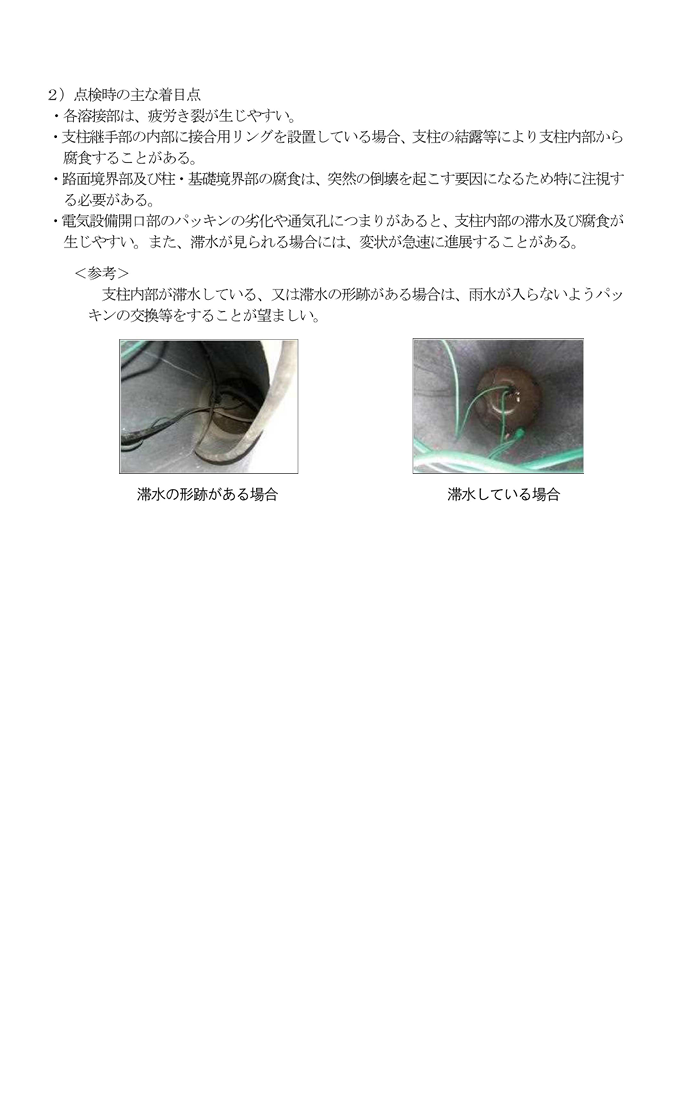 ２）点検時の主な着目点
・各溶接部は、疲労き裂が生じやすい。
・支柱継手部の内部に接合用リングを設置している場合、支柱の結露等により支柱内部から
腐食することがある。
・路面境界部及び柱・基礎境界部の腐食は、突然の倒壊を起こす要因になるため特に注視す
る必要がある。
・電気設備開口部のパッキンの劣化や通気孔につまりがあると、支柱内部の滞水及び腐食が
生じやすい。また、滞水が見られる場合には、変状が急速に進展することがある。
＜参考＞
支柱内部が滞水している、又は滞水の形跡がある場合は、雨水が入らないようパッ
キンの交換等をすることが望ましい。
滞水の形跡がある場合
滞水している場合